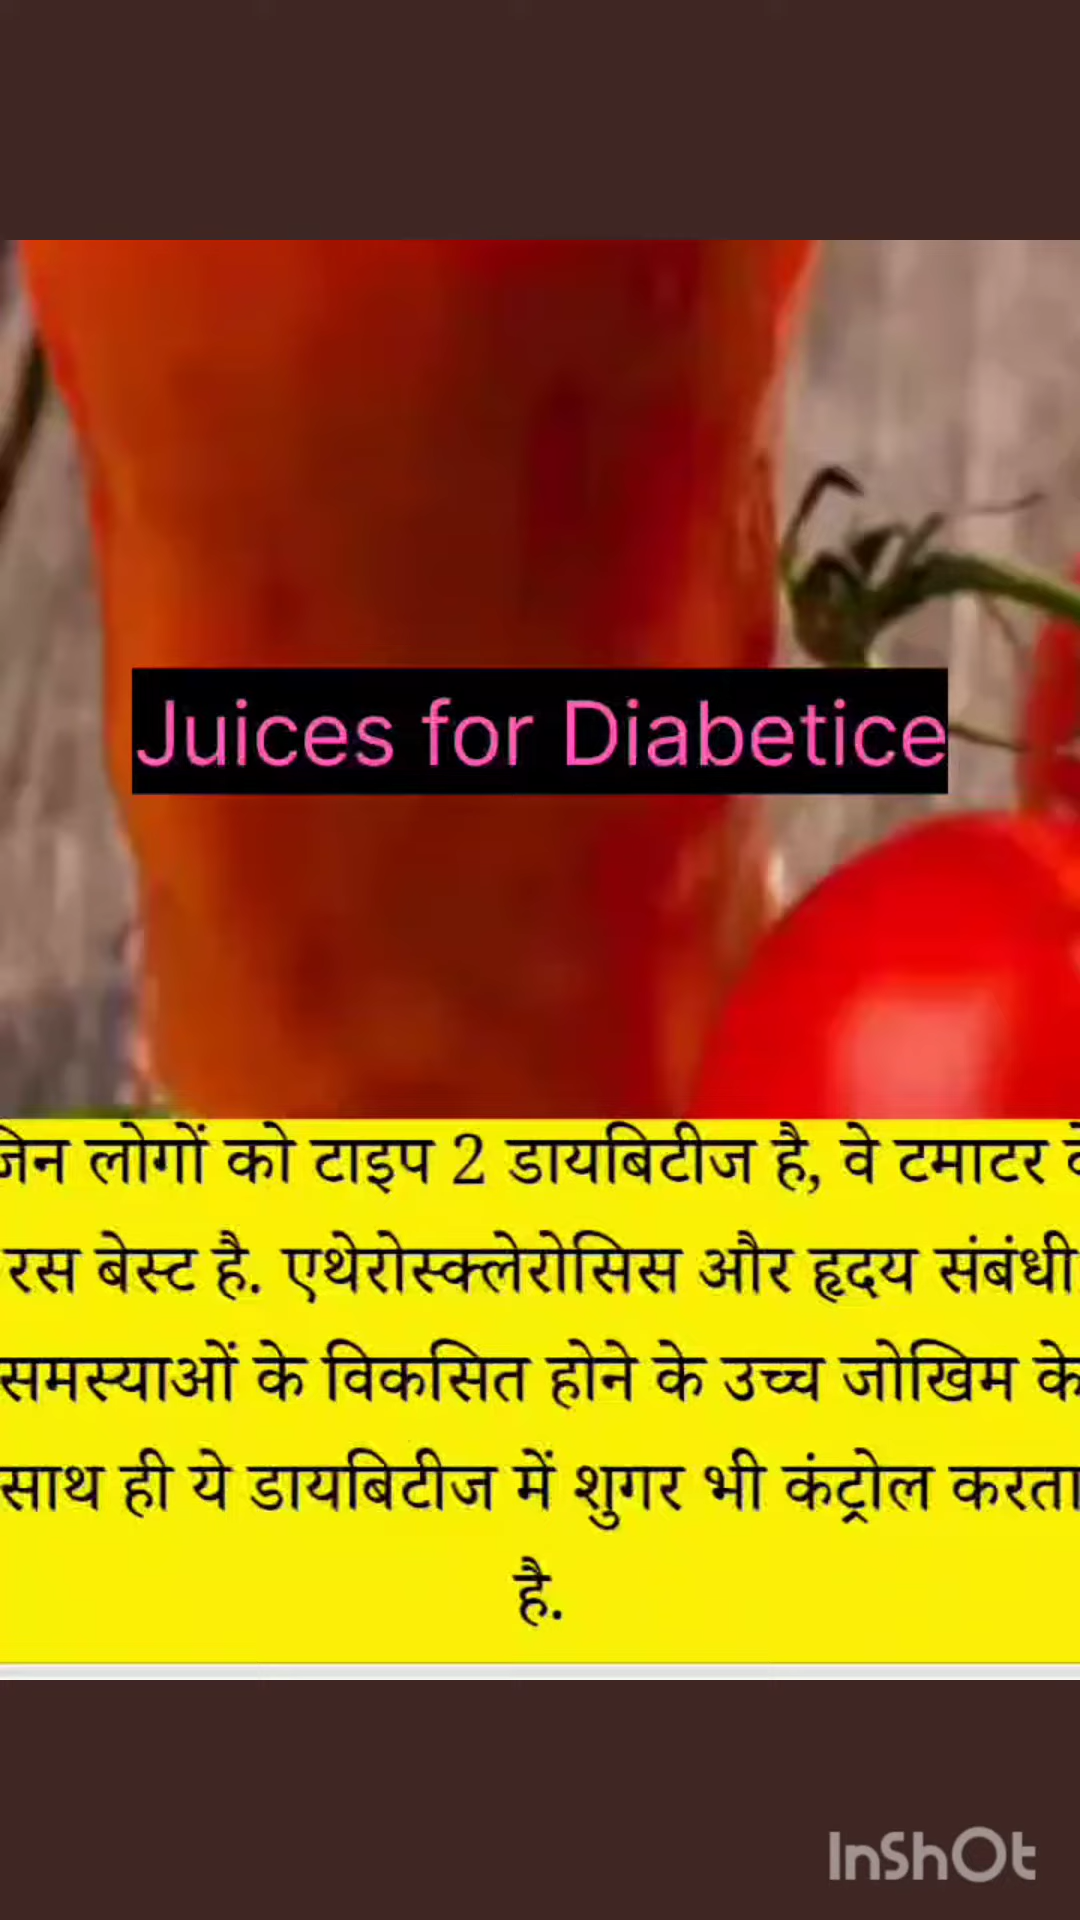 Juices for Diabetice
जिन लोगों को टाइप 2 डायबिटीज है, वे टमाटर
रस बेस्ट है. एथेरोस्क्लेरोसिस और हृदय संबंधी
समस्याओं के विकसित होने के उच्च जोखिम के
साथ ही ये डायबिटीज में शुगर भी कंट्रोल करता
है.
InShOt